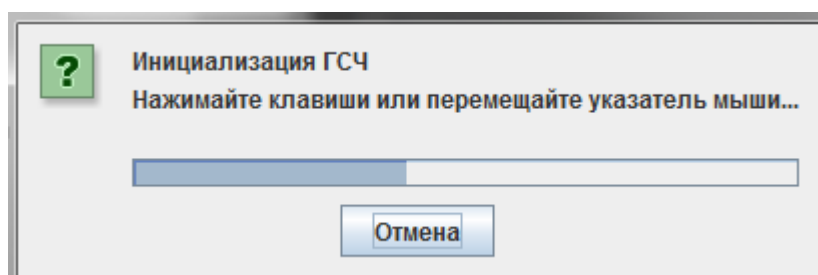 Инициализация ГСЧ
Нажимайте клавиши или перемещайте указатель мыши...
Отмена